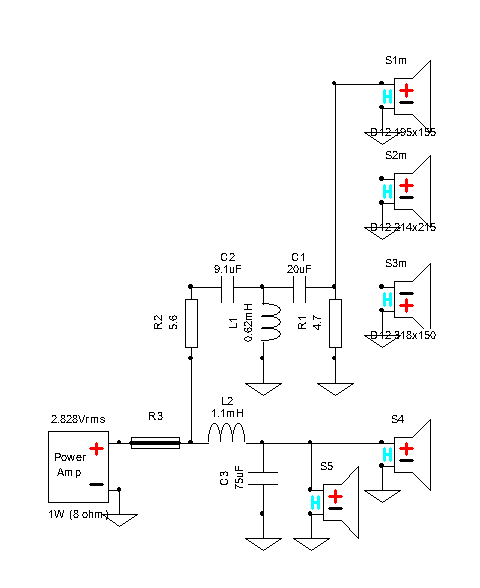 S1m
H
D12 195x155
S2m
H
D12 214x215
C2
9.1uF
C1
20uF
S3m
H
D12 318x150
R2
5.6
L1
0.62mH
R1
4.7
2.828Vrms
R3
L2
1.1mH
S4
H
Power
Amp
C3
75uF
S5
H
1W (8 ohm)